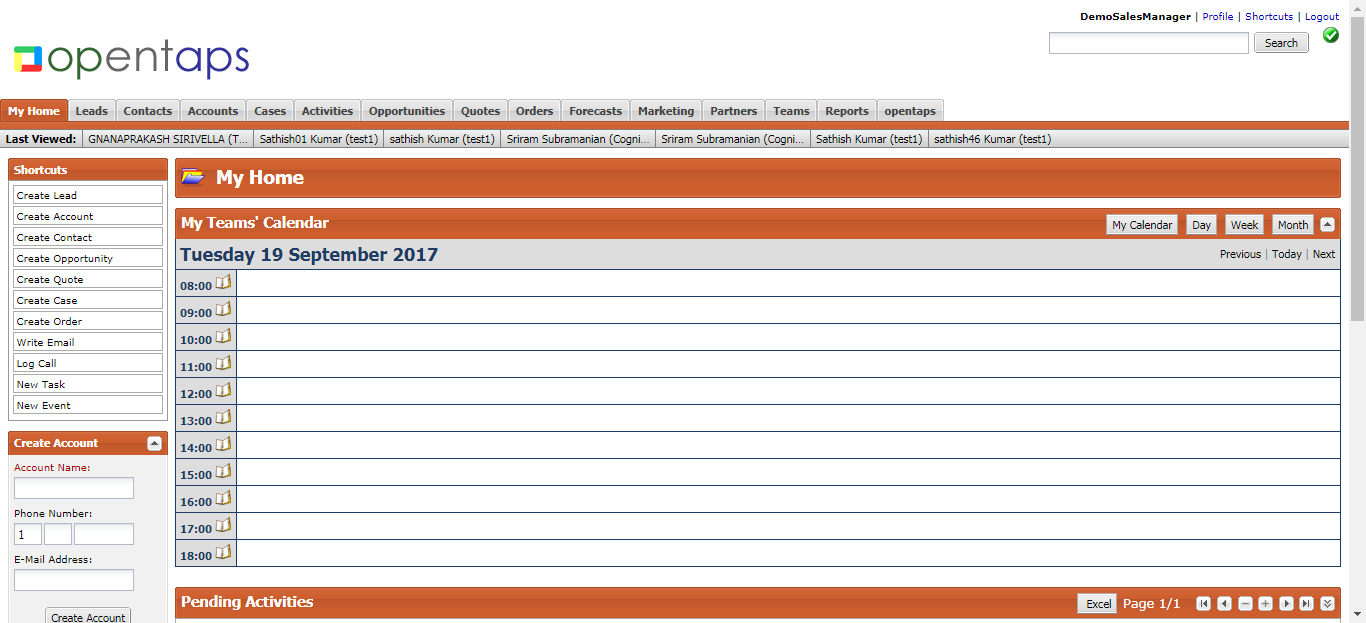 DemoSalesManager | Profile | Shortcuts | Logout
Search
opentaps
My Home Leads Contacts Accounts Cases Activities Opportunities Quotes Orders Forecasts Marketing Partners Teams Reports opentaps
Last Viewed: GNANAPRAKASH SIRIVELLA (T... Sathish01 Kumar (test1) sathish Kumar (test1) Sriram Subramanian (Cogni... Sriram Subramanian (Cogni... Sathish Kumar (test1) sathish46 Kumar (test1)
Shortcuts
Create Lead
Create Account
Create Contact
Create Opportunity
Create Quote
Create Case
Create Order
Write Email
Log Call
New Task
New Event
Create Account
Account Name:
Phone Number:
1
E-Mail Address:
Create Account
My Home
My Teams' Calendar My Calendar Day Week Month
Tuesday 19 September 2017 Previous | Today | Next
08:00
09:00
10:00
11:00
12:00
13:00
14:00
15:00
16:00
17:00
18:00
Pending Activities Excel Page 1/1